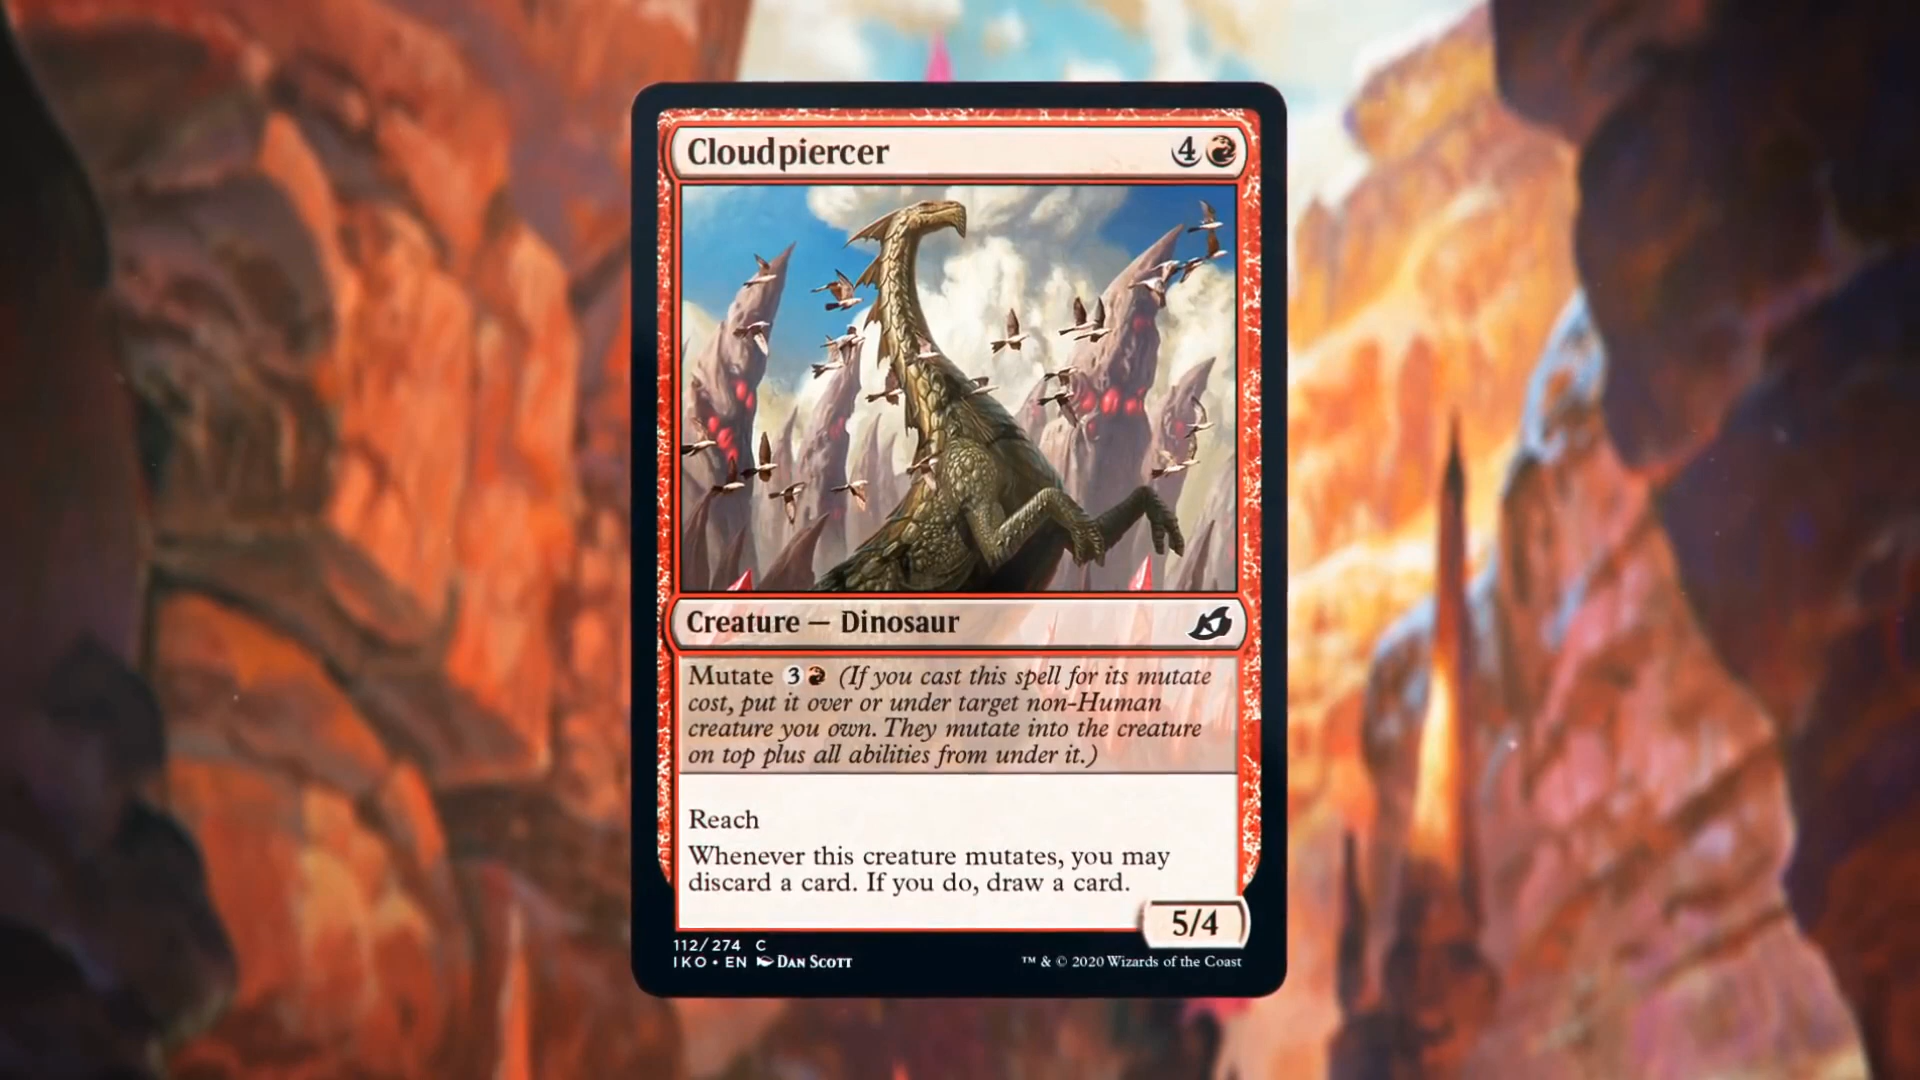 Cloudpiercer 4
Creature — Dinosaur
Mutate 3 (If you cast this spell for its mutate
cost, put it over or under target non-Human
creature you own. They mutate into the creature
on top plus all abilities from under it.)
Reach
Whenever this creature mutates, you may
discard a card. If you do, draw a card.
5/4
112/274 C
IKO • EN Dan Scott
™ & © 2020 Wizards of the Coast